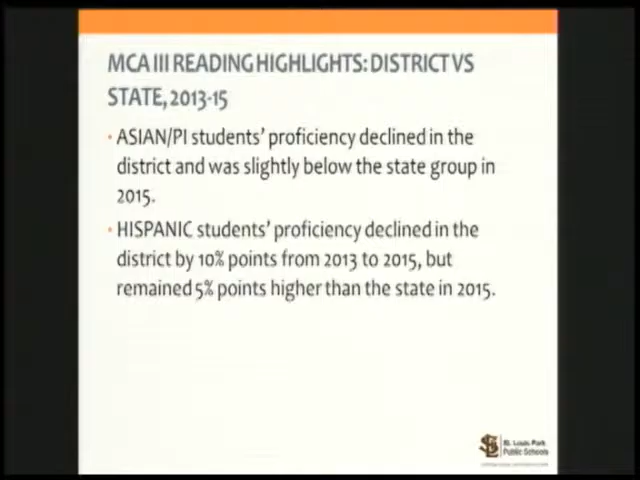 MCA III READING HIGHLIGHTS: DISTRICT VS
STATE, 2013-15
• ASIAN/PI students' proficiency declined in the
district and was slightly below the state group in
2015.
• HISPANIC students' proficiency declined in the
district by 10% points from 2013 to 2015, but
remained 5% points higher than the state in 2015.
St. Louis Park
Public Schools